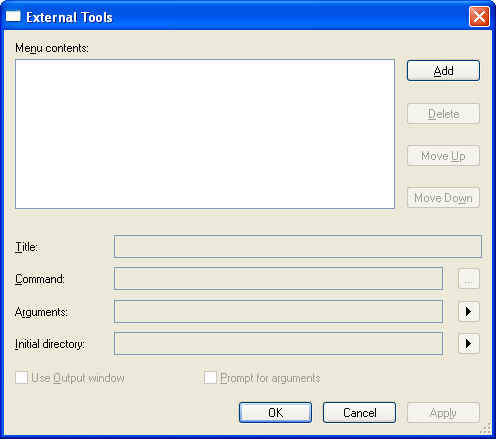 External Tools
Menu contents:
Add
Delete
Move Up
Move Down
Title:
Command:
...
Arguments:
Initial directory:
Use Output window
Prompt for arguments
OK
Cancel
Apply